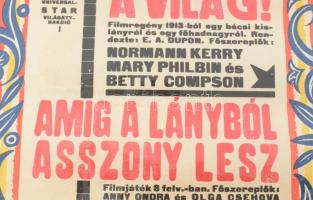 A VILÁG!
UNIVERSAL-
STAR
VILÁGATT-
RAKCIÓ
!
Filmregény 1913-ból egy bécsi kis-
lányról és egy főhadnagyról. Ren-
dezte: E. A. DUPON. Főszereplők:
NORMANN KERRY
MARY PHILBIN és
BETTY COMPSON
AMIG A LÁNYBÓL
ASSZONY LESZ
Filmjáték 8 felv.-ban. Főszereplők:
ANNY ONDRA és OLGA CSEHOVA